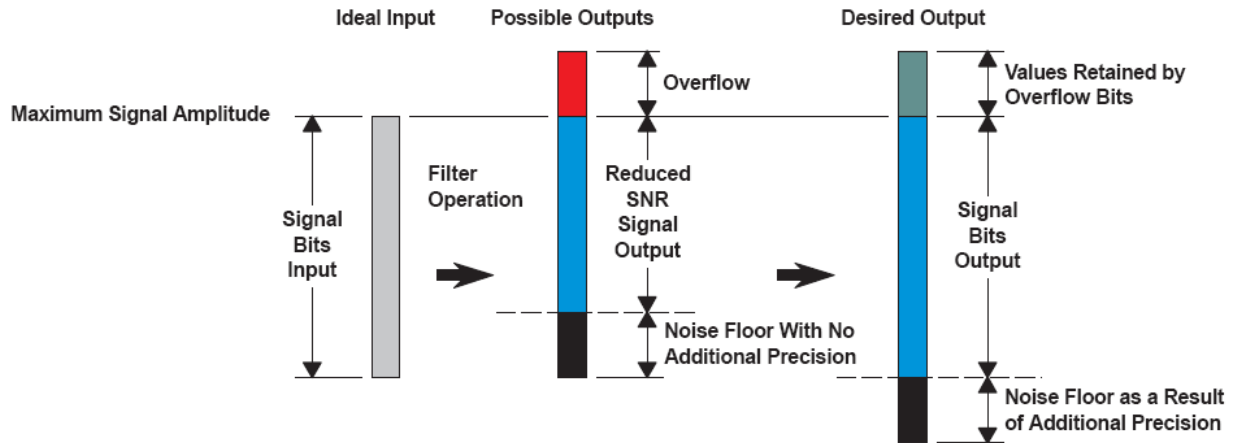 Ideal Input
Possible Outputs
Desired Output
Maximum Signal Amplitude
Overflow
Values Retained by
Overflow Bits
Signal
Bits
Input
Filter
Operation
Reduced
SNR
Signal
Output
Signal
Bits
Output
Noise Floor With No
Additional Precision
Noise Floor as a Result
of Additional Precision